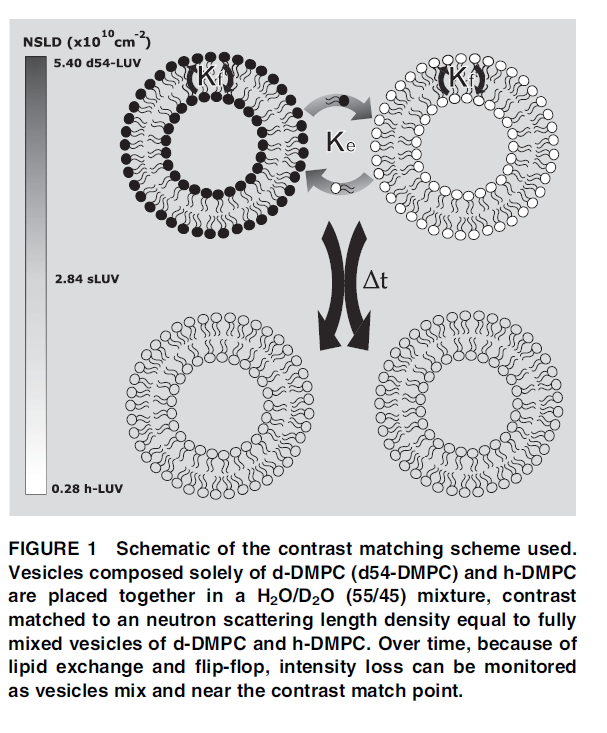 NSLD (x10¹⁰cm⁻²)
5.40 d54-LUV
Kf
Kf
Ke
2.84 sLUV
Δt
0.28 h-LUV
FIGURE 1 Schematic of the contrast matching scheme used.
Vesicles composed solely of d-DMPC (d54-DMPC) and h-DMPC
are placed together in a H₂O/D₂O (55/45) mixture, contrast
matched to an neutron scattering length density equal to fully
mixed vesicles of d-DMPC and h-DMPC. Over time, because of
lipid exchange and flip-flop, intensity loss can be monitored
as vesicles mix and near the contrast match point.